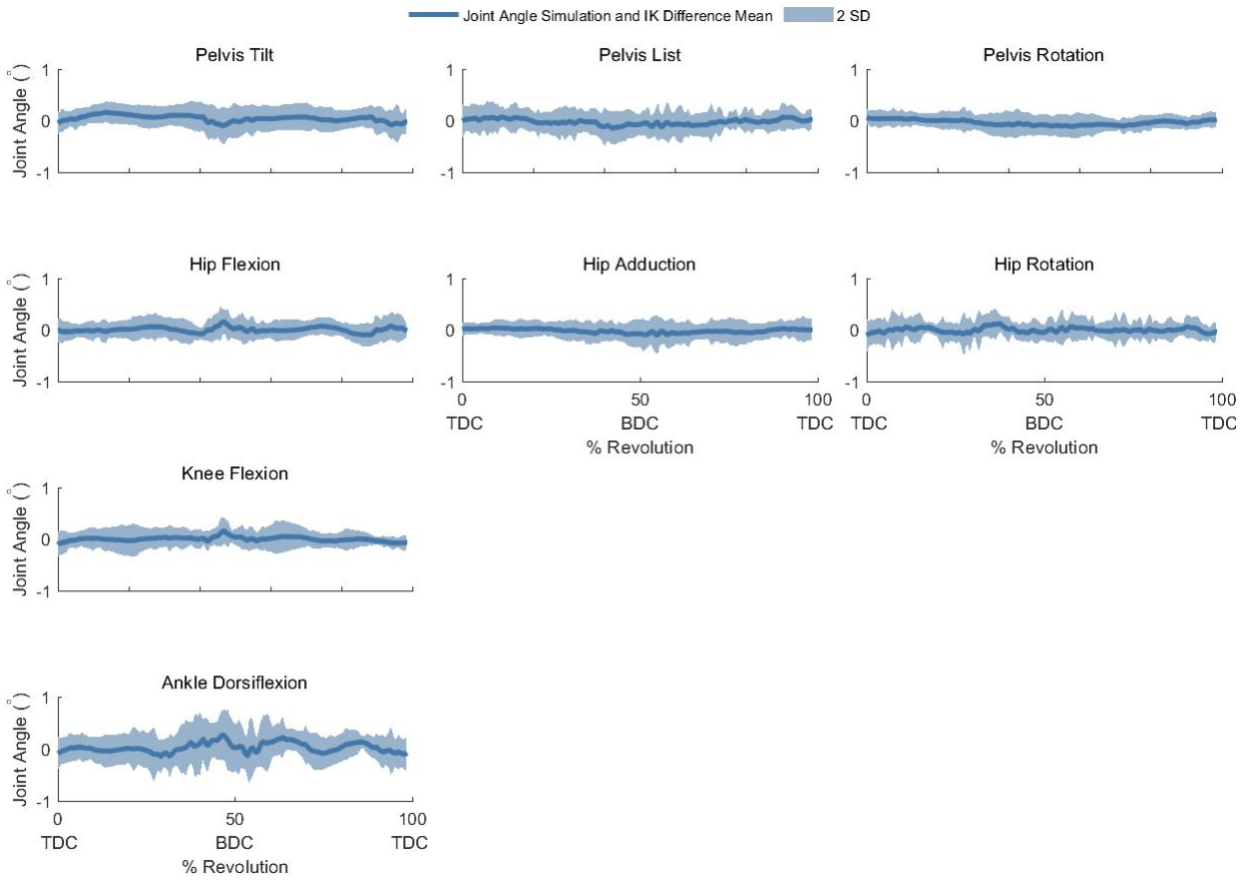 Joint Angle Simulation and IK Difference Mean 2 SD
Pelvis Tilt Pelvis List Pelvis Rotation
Joint Angle (°)
1 1 1
0 0 0
-1 -1 -1
Hip Flexion Hip Adduction Hip Rotation
Joint Angle (°)
1 1 1
0 0 0
-1 -1 -1
0 50 100 0 50 100
TDC BDC TDC TDC BDC TDC
% Revolution % Revolution
Knee Flexion
Joint Angle (°)
1
0
-1
Ankle Dorsiflexion
Joint Angle (°)
1
0
-1
0 50 100
TDC BDC TDC
% Revolution